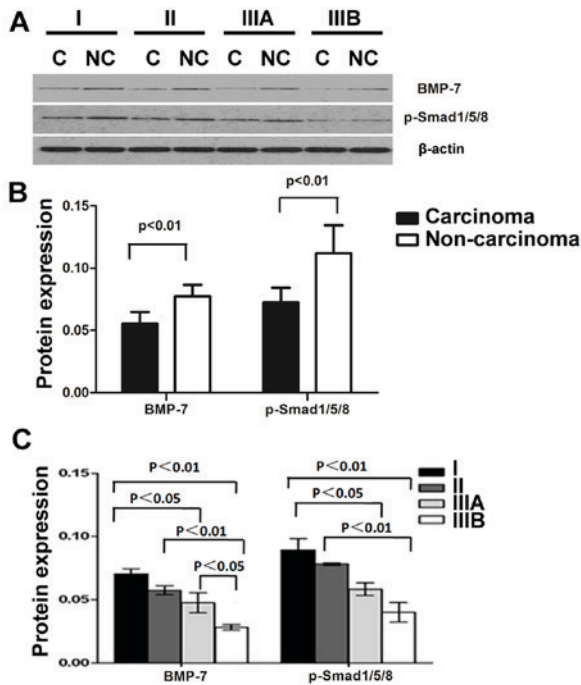 A
I II IIIA IIIB
C NC C NC C NC C NC
BMP-7
p-Smad1/5/8
β-actin
B
Protein expression
0.15
0.10
0.05
0.00
p<0.01
p<0.01
Carcinoma
Non-carcinoma
BMP-7 p-Smad1/5/8
C
Protein expression
0.15
0.10
0.05
0.00
P<0.01
P<0.05
P<0.01
P<0.05
P<0.01
P<0.05
P<0.01
I
II
IIIA
IIIB
BMP-7 p-Smad1/5/8